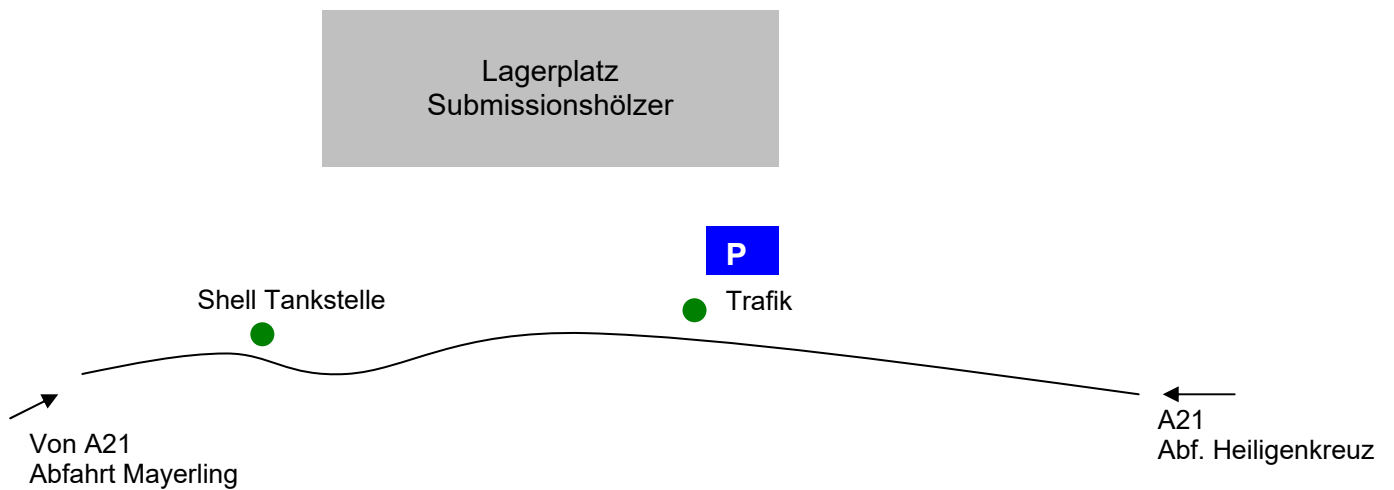 Lagerplatz
Submissionshölzer
P
Shell Tankstelle
Trafik
Von A21
Abfahrt Mayerling
A21
Abf. Heiligenkreuz